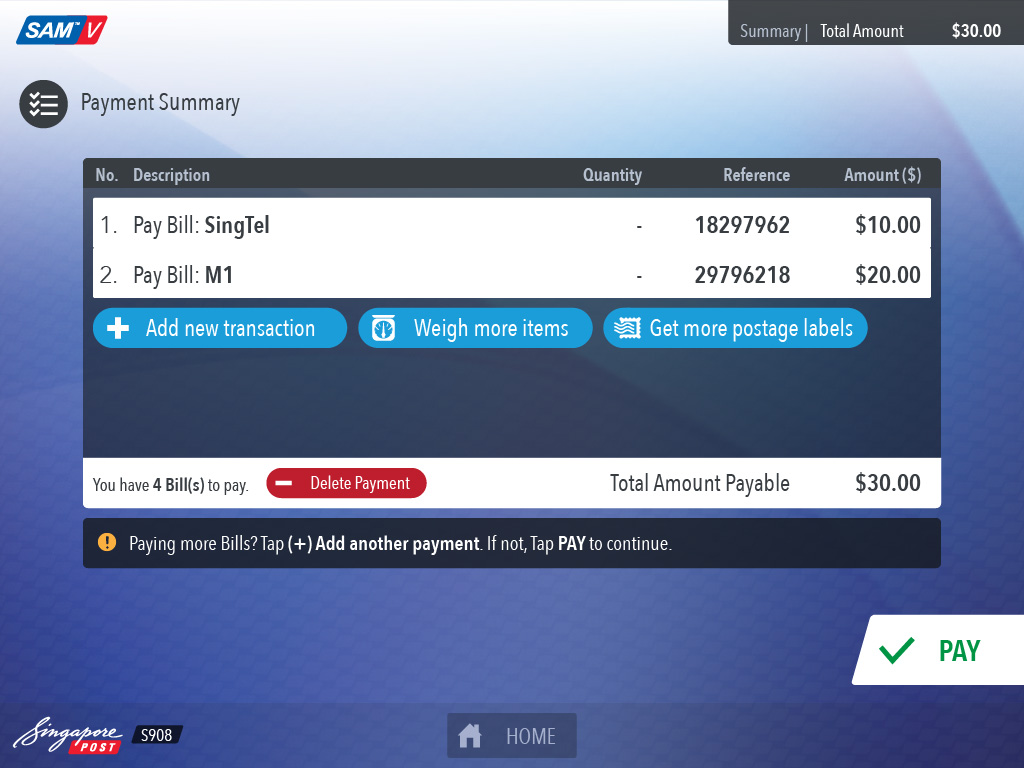 SAM™ V
Summary | Total Amount $30.00
Payment Summary
No. Description Quantity Reference Amount ($)
1. Pay Bill: SingTel - 18297962 $10.00
2. Pay Bill: M1 - 29796218 $20.00
Add new transaction Weigh more items Get more postage labels
You have 4 Bill(s) to pay. Delete Payment Total Amount Payable $30.00
Paying more Bills? Tap (+) Add another payment. If not, Tap PAY to continue.
PAY
Singapore POST S908 HOME